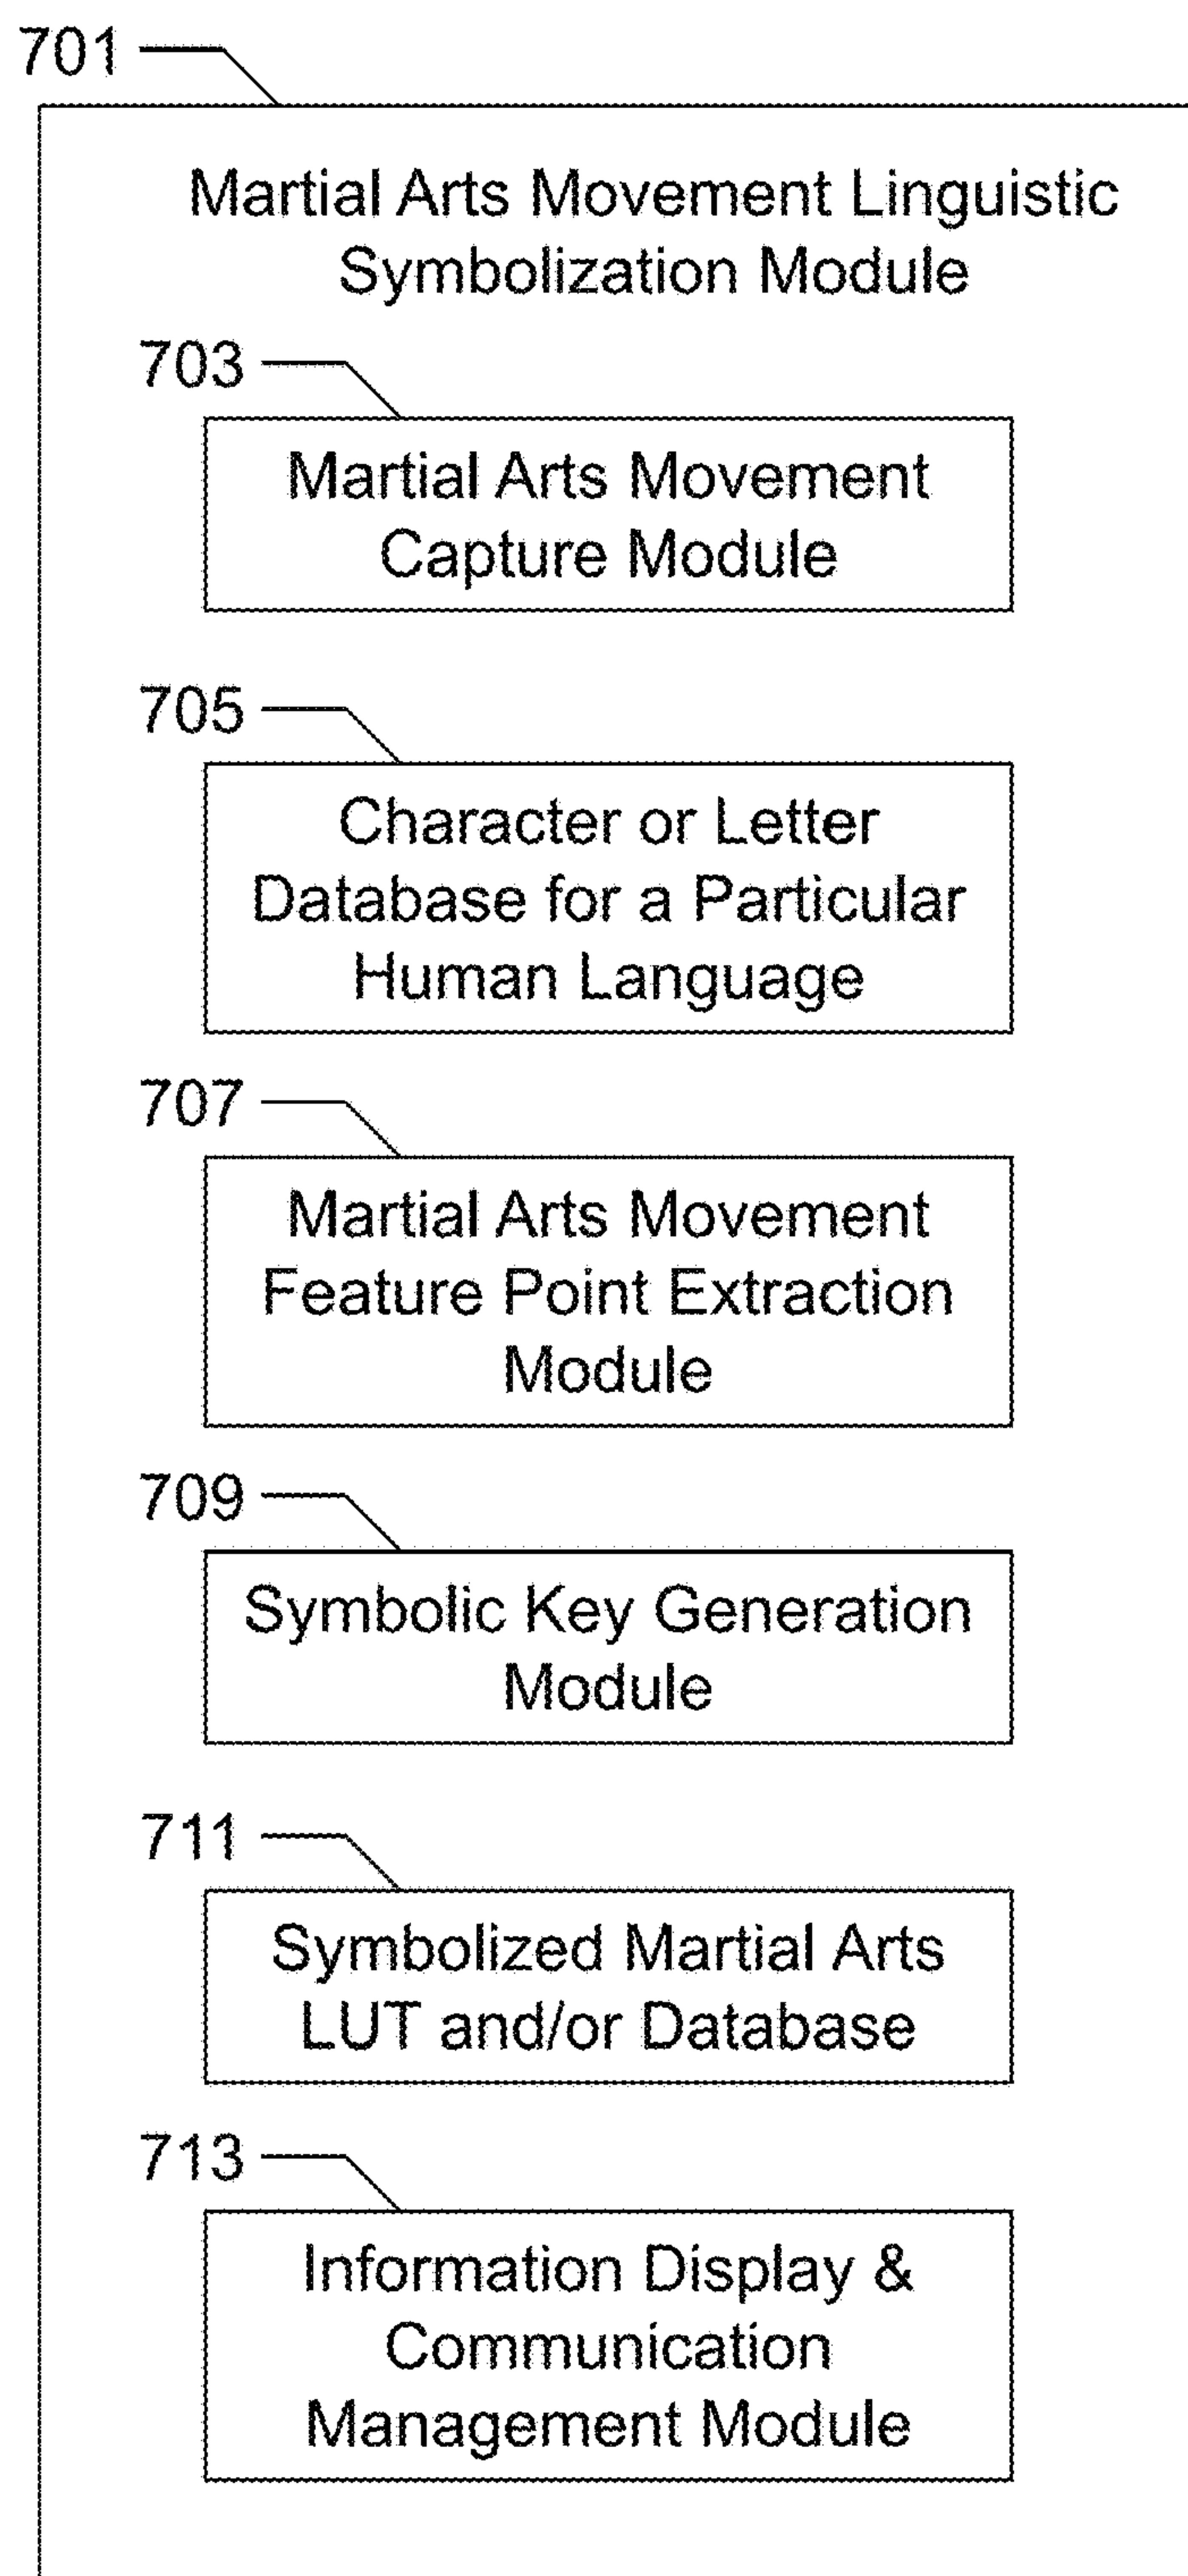 701
Martial Arts Movement Linguistic
Symbolization Module
703
Martial Arts Movement
Capture Module
705
Character or Letter
Database for a Particular
Human Language
707
Martial Arts Movement
Feature Point Extraction
Module
709
Symbolic Key Generation
Module
711
Symbolized Martial Arts
LUT and/or Database
713
Information Display &
Communication
Management Module